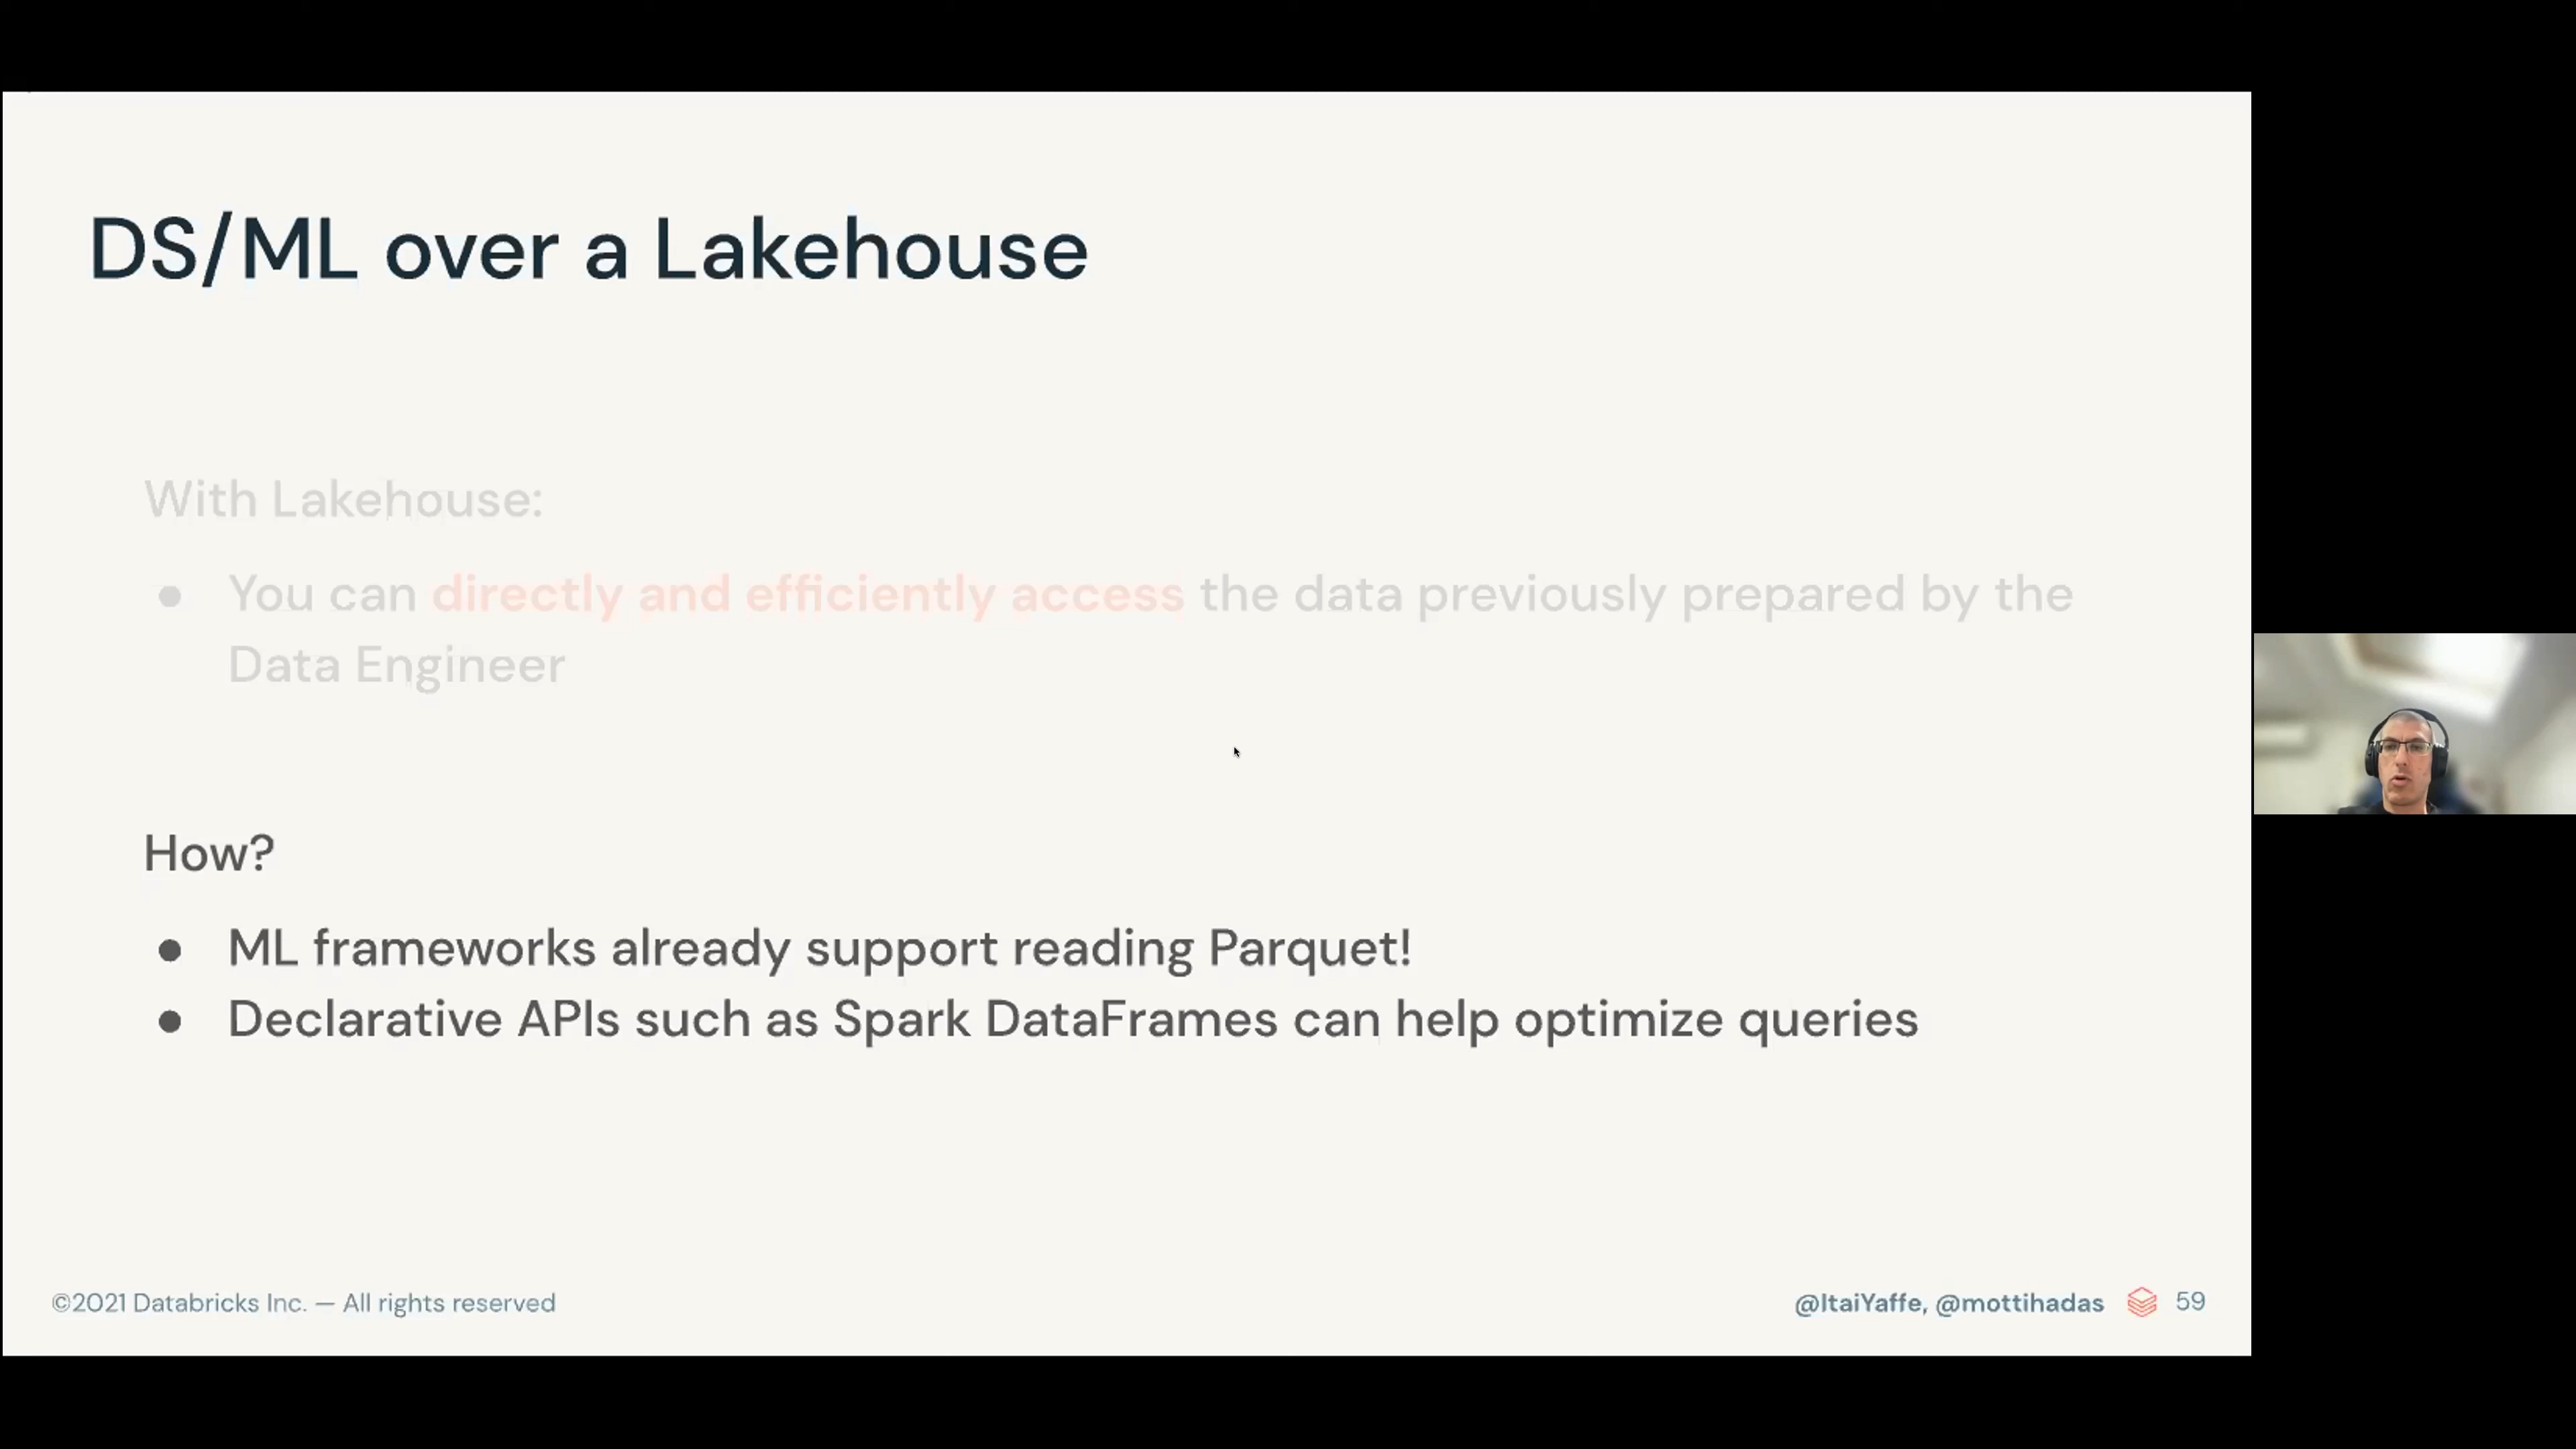 DS/ML over a Lakehouse
With Lakehouse:
● You can directly and efficiently access the data previously prepared by the
Data Engineer
How?
● ML frameworks already support reading Parquet!
● Declarative APIs such as Spark DataFrames can help optimize queries
©2021 Databricks Inc. — All rights reserved
@ItaiYaffe, @mottihadas 59